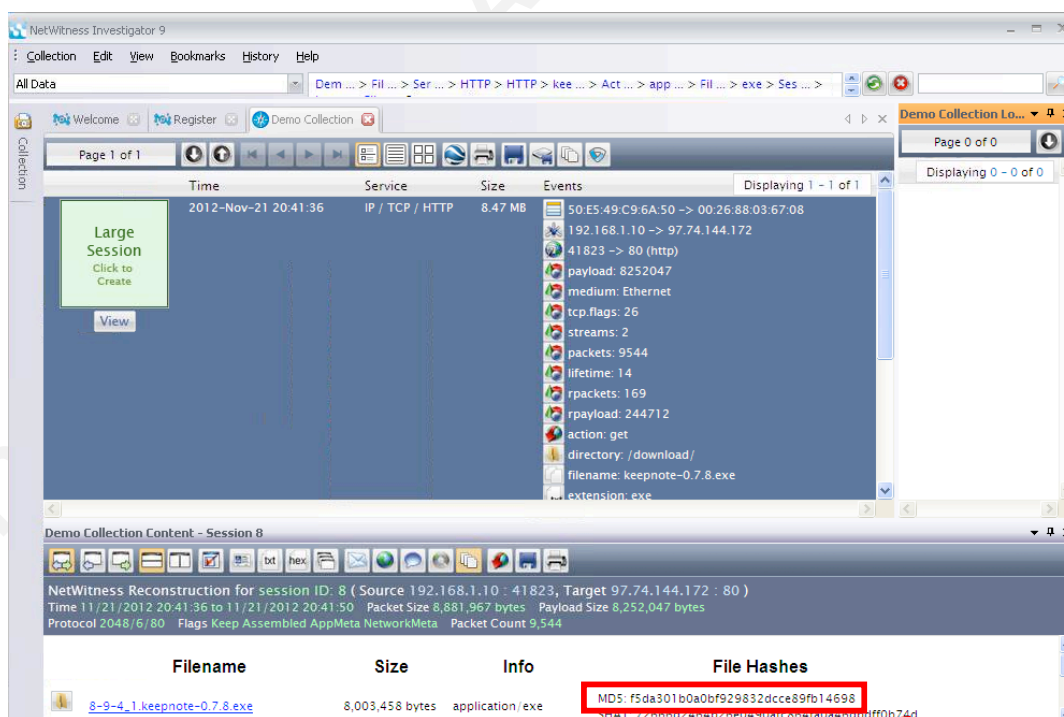 NetWitness Investigator 9
Collection Edit View Bookmarks History Help
All Data
Dem ... > Fil ... > Ser ... > HTTP > HTTP > kee ... > Act ... > app ... > Fil ... > exe > Ses ... >
Collection
Welcome Register Demo Collection
Page 1 of 1
Time Service Size Events Displaying 1 - 1 of 1
Large
Session
Click to
Create
View
2012-Nov-21 20:41:36 IP / TCP / HTTP 8.47 MB
50:E5:49:C9:6A:50 -> 00:26:88:03:67:08
192.168.1.10 -> 97.74.144.172
41823 -> 80 (http)
payload: 8252047
medium: Ethernet
tcp.flags: 26
streams: 2
packets: 9544
lifetime: 14
rpackets: 169
rpayload: 244712
action: get
directory: /download/
filename: keepnote-0.7.8.exe
extension: exe
Demo Collection Lo...
Page 0 of 0
Displaying 0 - 0 of 0
Demo Collection Content - Session 8
txt hex
NetWitness Reconstruction for session ID: 8 ( Source 192.168.1.10 : 41823, Target 97.74.144.172 : 80 )
Time 11/21/2012 20:41:36 to 11/21/2012 20:41:50 Packet Size 8,881,967 bytes Payload Size 8,252,047 bytes
Protocol 2048/6/80 Flags Keep Assembled AppMeta NetworkMeta Packet Count 9,544
Filename Size Info File Hashes
8-9-4_1.keepnote-0.7.8.exe 8,003,458 bytes application/exe
MD5: f5da301b0a0bf929832dcce89fb14698